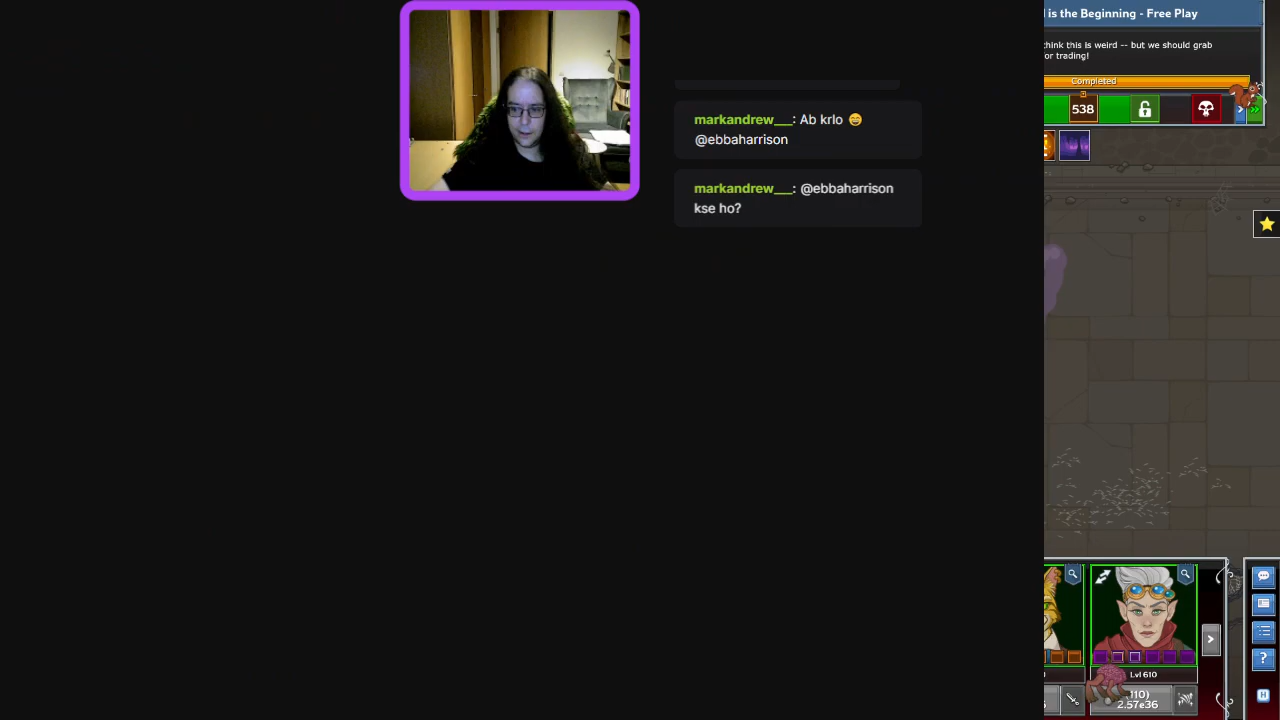 l is the Beginning - Free Play
think this is weird -- but we should grab
or trading!
Completed
538
markandrew___: Ab krlo 😄
@ebbaharrison
markandrew___: @ebbaharrison
kse ho?
Lvl 610
2.57e36
?
H